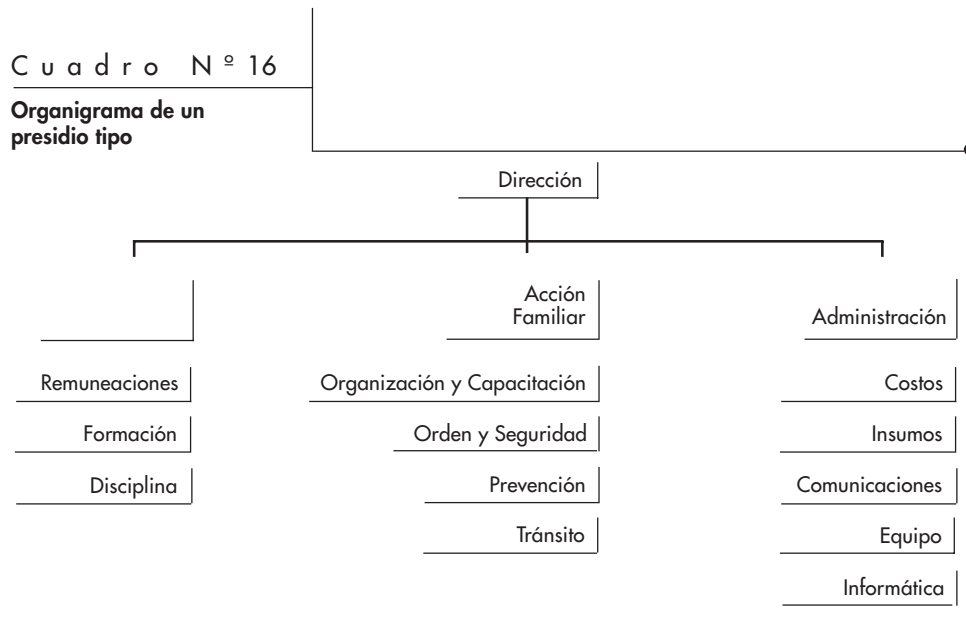 Cuadro Nº 16
Organigrama de un
presidio tipo
Dirección
Acción
Familiar
Administración
Remuneaciones
Organización y Capacitación
Costos
Formación
Orden y Seguridad
Insumos
Disciplina
Prevención
Comunicaciones
Tránsito
Equipo
Informática